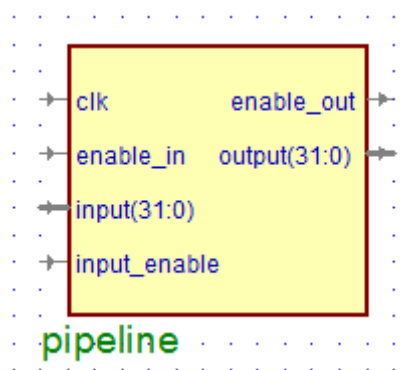 clk enable_out
enable_in output(31:0)
input(31:0)
input_enable
pipeline